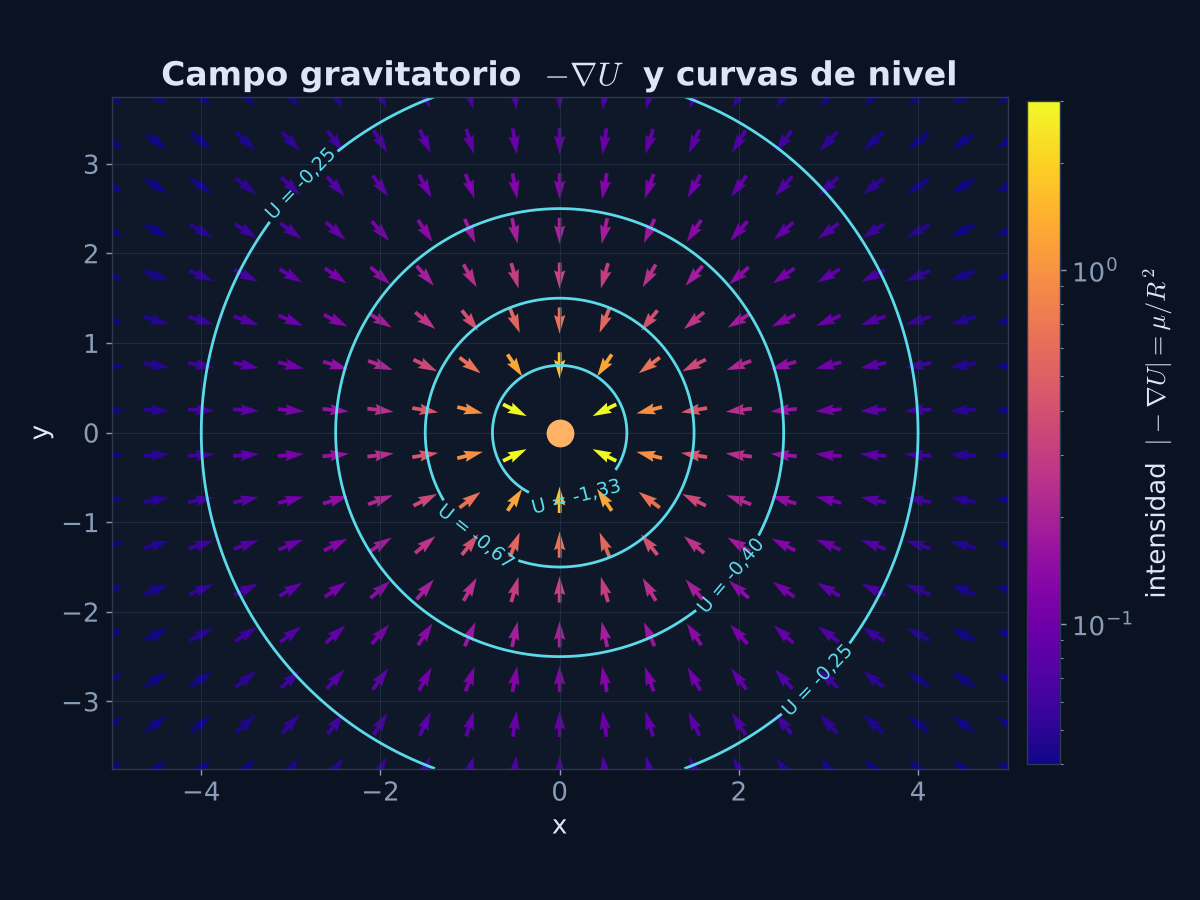 Campo gravitatorio −∇U y curvas de nivel
U = -0,25
U = -1,33
U = -0,67
U = -0,40
U = -0,25
3
2
1
0
−1
−2
−3
y
−4
−2
0
2
4
x
10⁰
10⁻¹
intensidad | − ∇U| = μ/R²